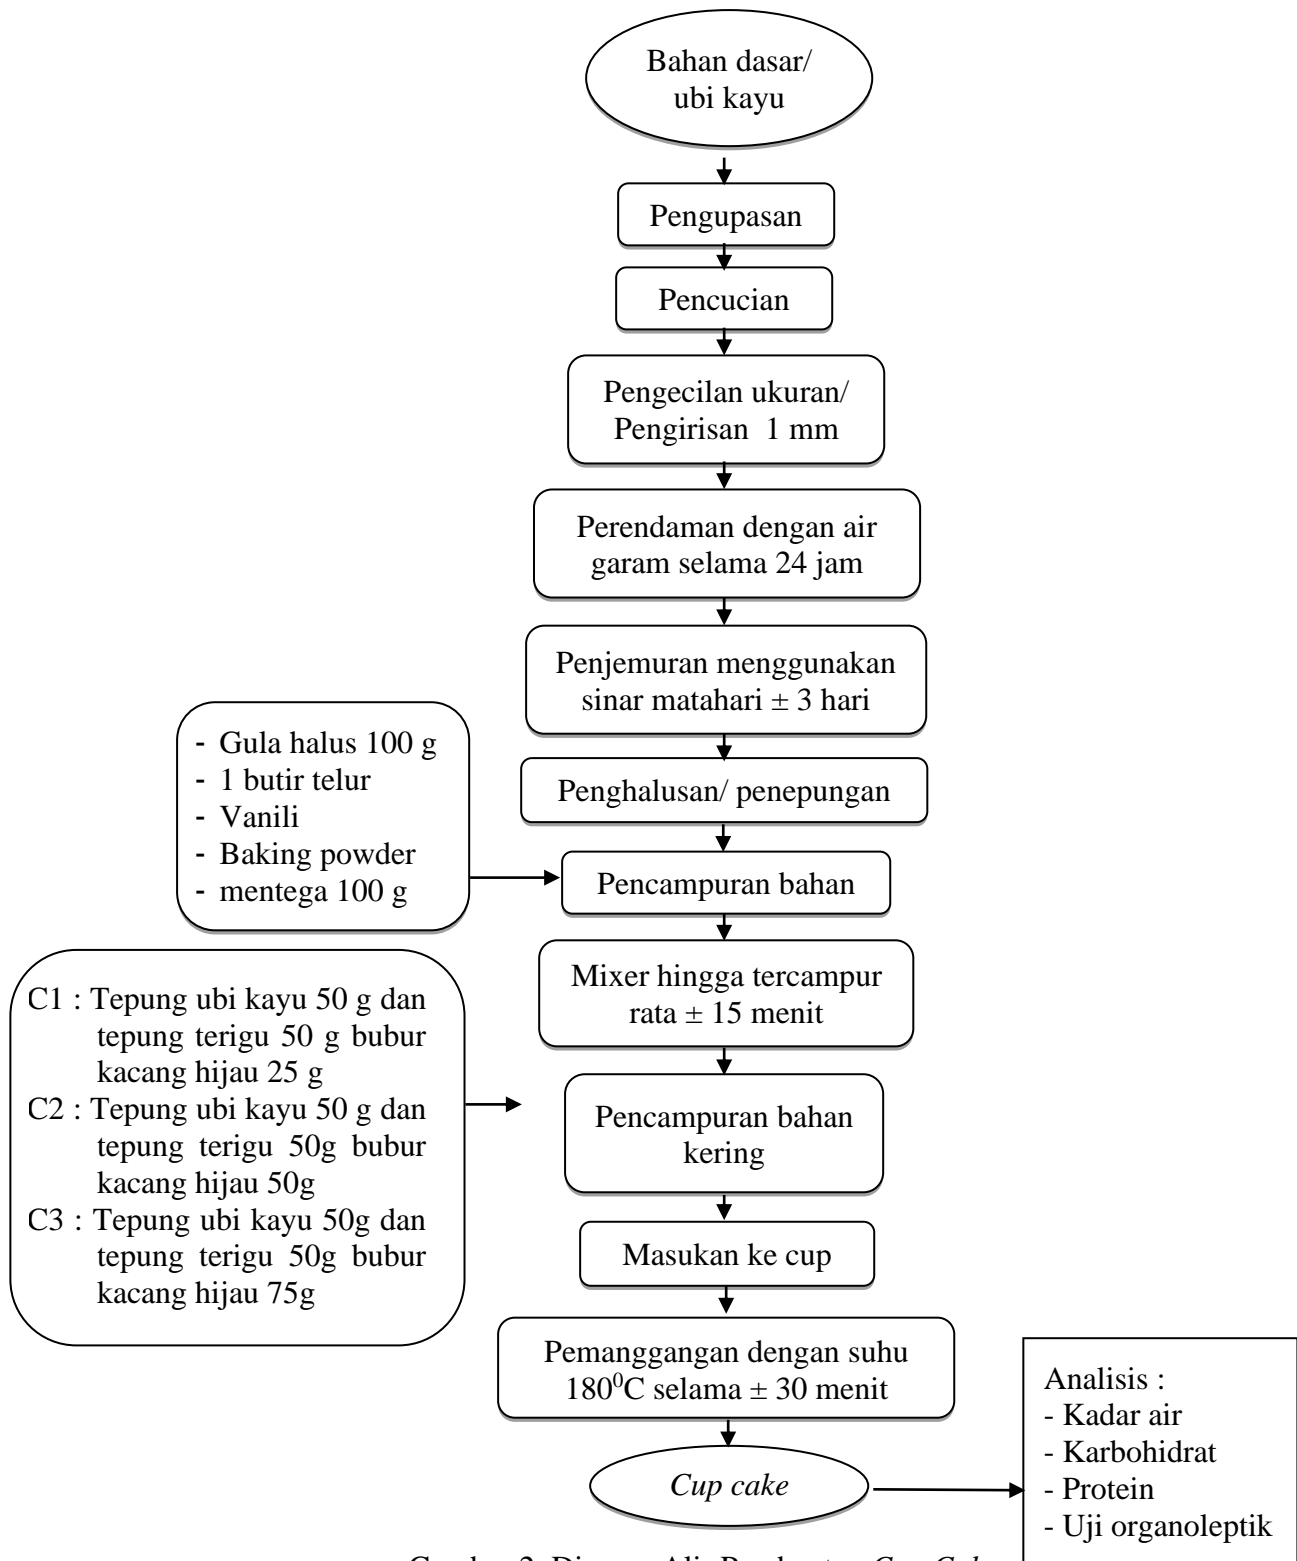 Bahan dasar/
ubi kayu
Pengupasan
Pencucian
Pengecilan ukuran/
Pengirisan 1 mm
Perendaman dengan air
garam selama 24 jam
Penjemuran menggunakan
sinar matahari ± 3 hari
Penghalusan/ penepungan
- Gula halus 100 g
- 1 butir telur
- Vanili
- Baking powder
- mentega 100 g
Pencampuran bahan
Mixer hingga tercampur
rata ± 15 menit
C1 : Tepung ubi kayu 50 g dan
tepung terigu 50 g bubur
kacang hijau 25 g
C2 : Tepung ubi kayu 50 g dan
tepung terigu 50g bubur
kacang hijau 50g
C3 : Tepung ubi kayu 50g dan
tepung terigu 50g bubur
kacang hijau 75g
Pencampuran bahan
kering
Masukan ke cup
Pemanggangan dengan suhu
180⁰C selama ± 30 menit
Cup cake
Analisis :
- Kadar air
- Karbohidrat
- Protein
- Uji organoleptik